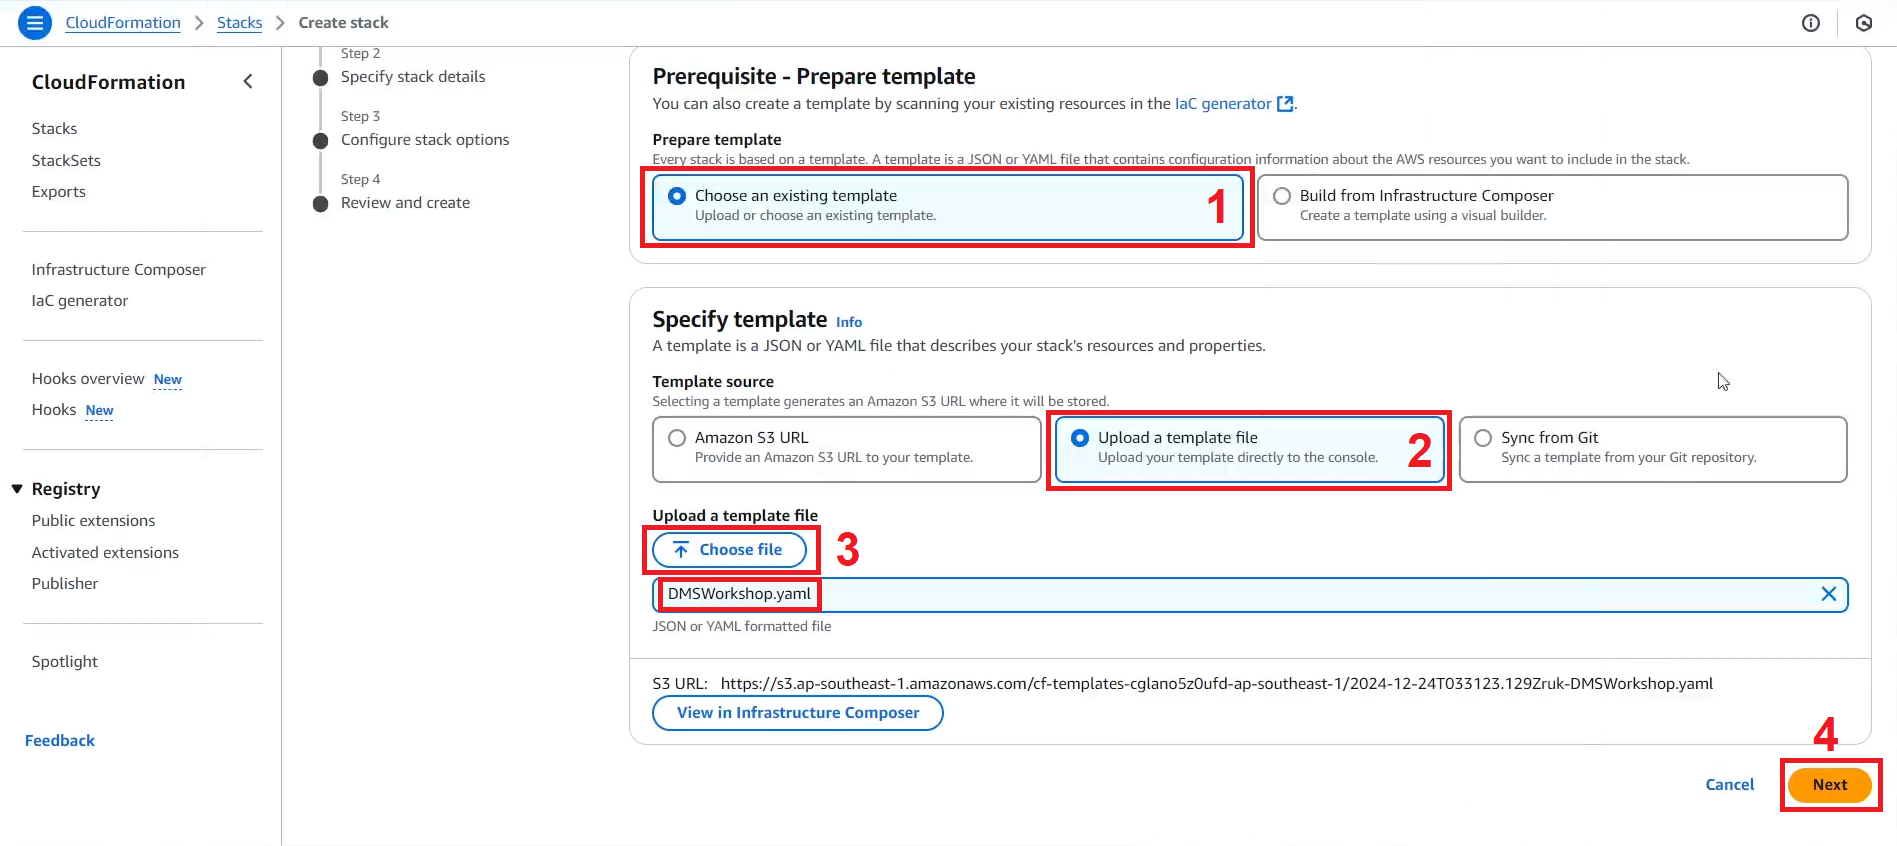 CloudFormation > Stacks > Create stack
CloudFormation
Stacks
StackSets
Exports
Infrastructure Composer
IaC generator
Hooks overview New
Hooks New
Registry
Public extensions
Activated extensions
Publisher
Spotlight
Feedback
Step 2
Specify stack details
Step 3
Configure stack options
Step 4
Review and create
Prerequisite - Prepare template
You can also create a template by scanning your existing resources in the IaC generator.
Prepare template
Every stack is based on a template. A template is a JSON or YAML file that contains configuration information about the AWS resources you want to include in the stack.
Choose an existing template
Upload or choose an existing template.
1
Build from Infrastructure Composer
Create a template using a visual builder.
Specify template Info
A template is a JSON or YAML file that describes your stack's resources and properties.
Template source
Selecting a template generates an Amazon S3 URL where it will be stored.
Amazon S3 URL
Provide an Amazon S3 URL to your template.
Upload a template file
Upload your template directly to the console.
2
Sync from Git
Sync a template from your Git repository.
Upload a template file
Choose file
3
DMSWorkshop.yaml
JSON or YAML formatted file
S3 URL: https://s3.ap-southeast-1.amazonaws.com/cf-templates-cglano5z0ufd-ap-southeast-1/2024-12-24T033123.129Zruk-DMSWorkshop.yaml
View in Infrastructure Composer
4
Cancel
Next